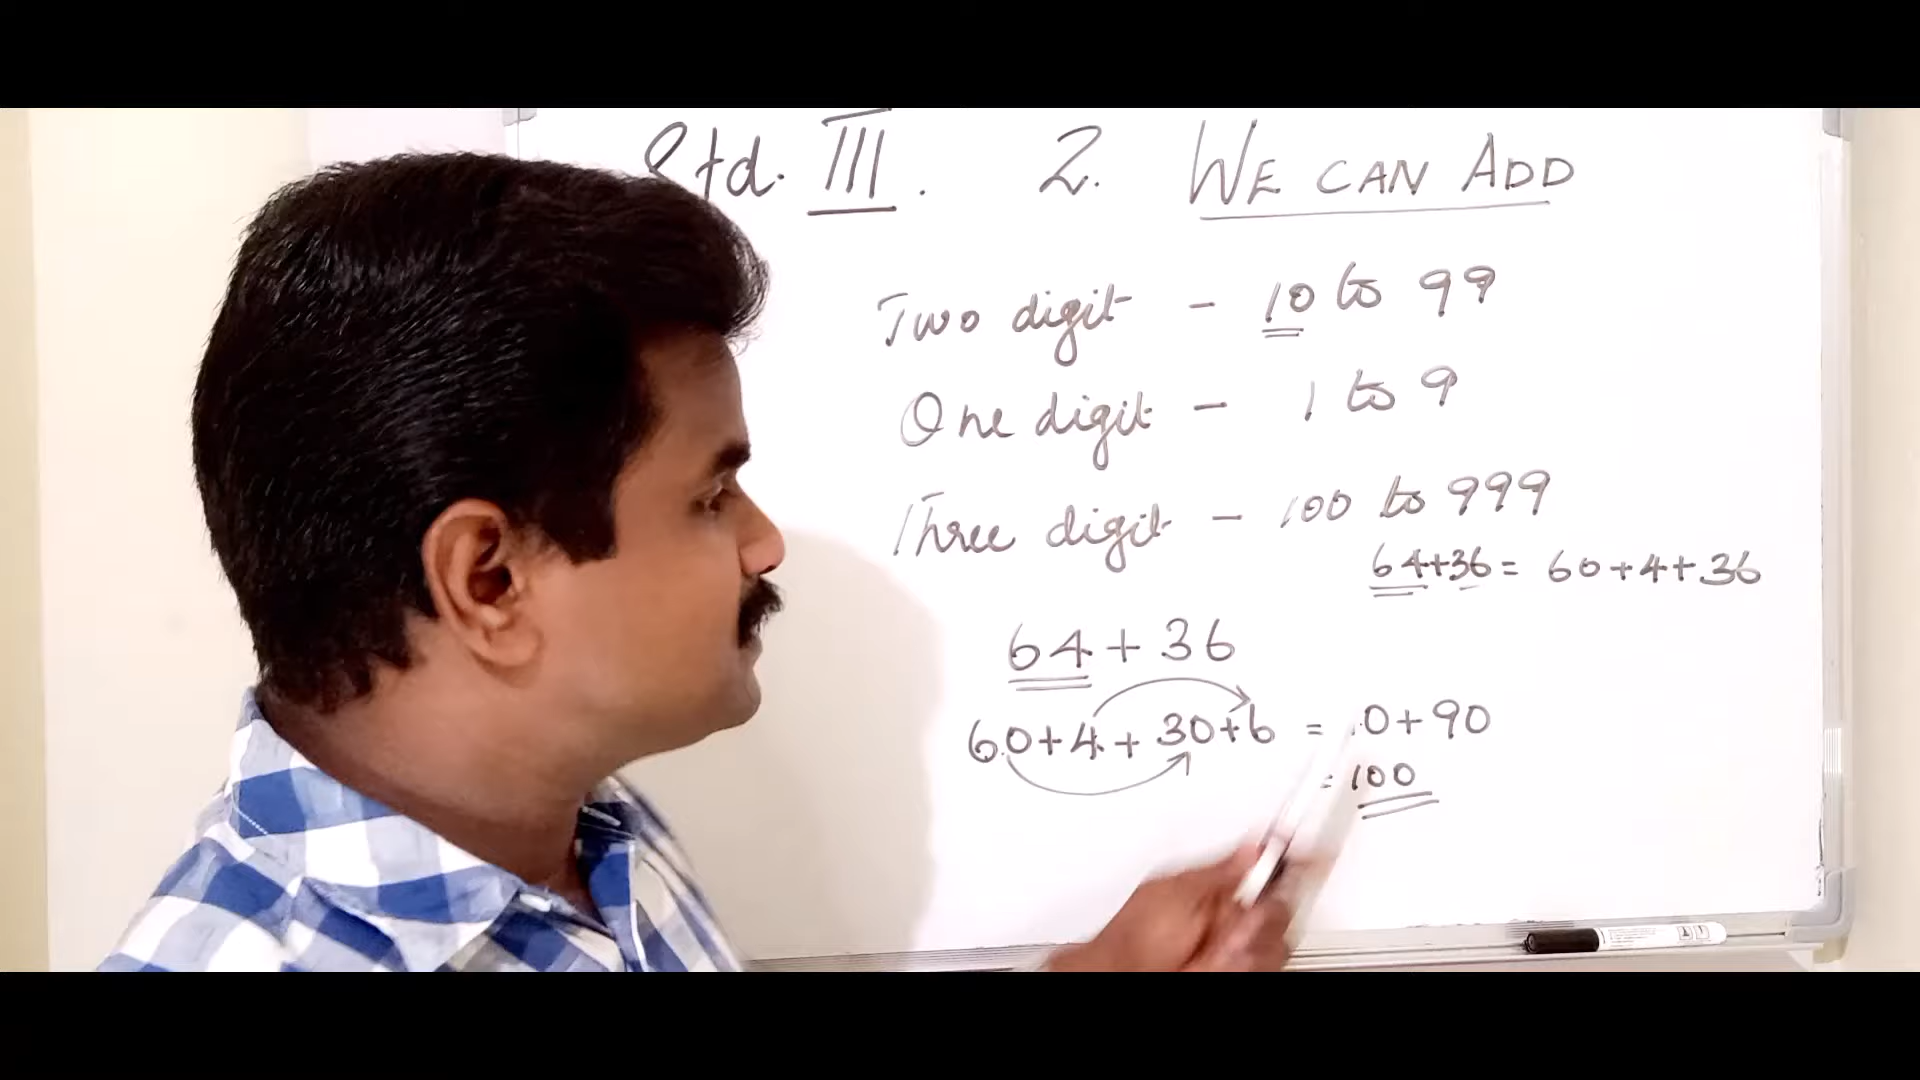 Std. III. 2. WE CAN ADD
Two digit - 10 to 99
One digit - 1 to 9
Three digit - 100 to 999
64+36 = 60+4+36
64+36
60+4+30+6 = 0+90
= 100